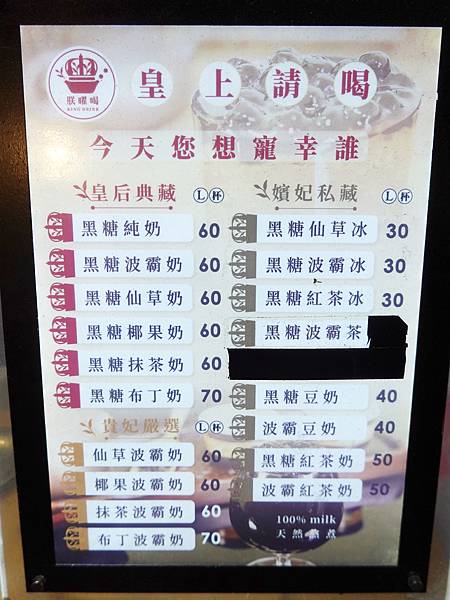 朕嚁喝
KING DRINK
皇上請喝
今天您想寵幸誰
皇后典藏 Ⓛ杯
黑糖純奶 60
黑糖波霸奶 60
黑糖仙草奶 60
黑糖椰果奶 60
黑糖抹茶奶 60
黑糖布丁奶 70
貴妃嚴選 Ⓛ杯
仙草波霸奶 60
椰果波霸奶 60
抹茶波霸奶 60
布丁波霸奶 70
嬪妃私藏 Ⓛ杯
黑糖仙草冰 30
黑糖波霸冰 30
黑糖紅茶冰 30
黑糖波霸茶
黑糖豆奶 40
波霸豆奶 40
黑糖紅茶奶 50
波霸紅茶奶 50
100% milk
天然熬煮